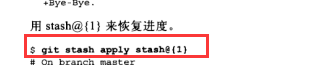 +Bye-Bye.
用 stash@{1} 来恢复进度。
$ git stash apply stash@{1}
# On branch master